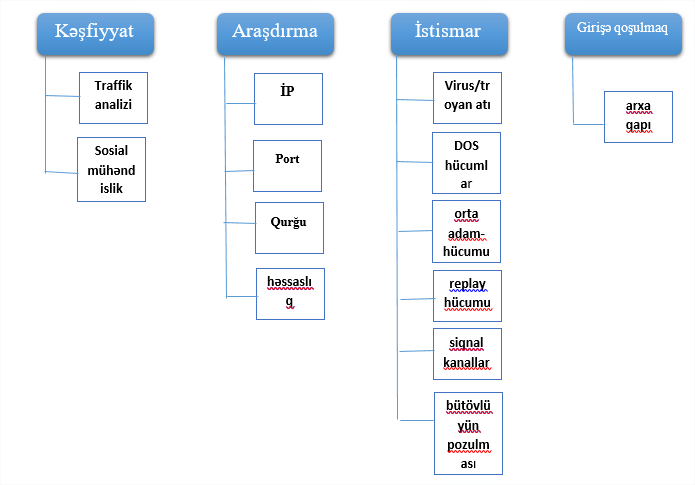 Kəşfiyyat
Traffik
analizi
Sosial
mühənd
islik
Araşdırma
İP
Port
Qurğu
həssaslı
q
İstismar
Virus/tr
oyan atı
DOS
hücuml
ar
orta
adam-
hücumu
replay
hücumu
siqnal
kanallar
bütövlü
yün
pozulm
ası
Girişə qoşulmaq
arxa
qapı